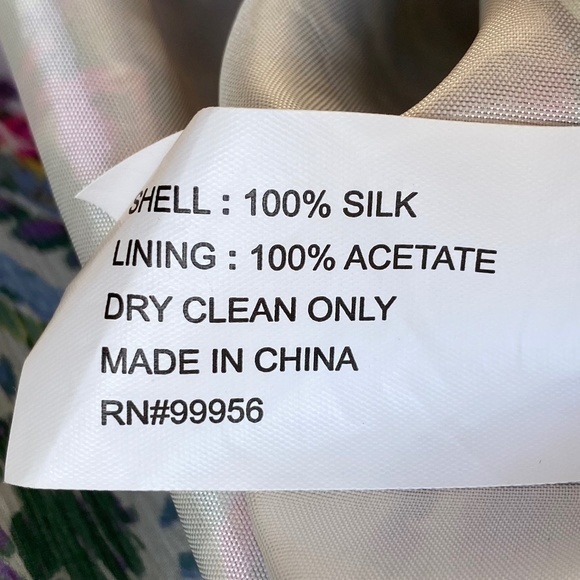 SHELL : 100% SILK
LINING : 100% ACETATE
DRY CLEAN ONLY
MADE IN CHINA
RN#99956